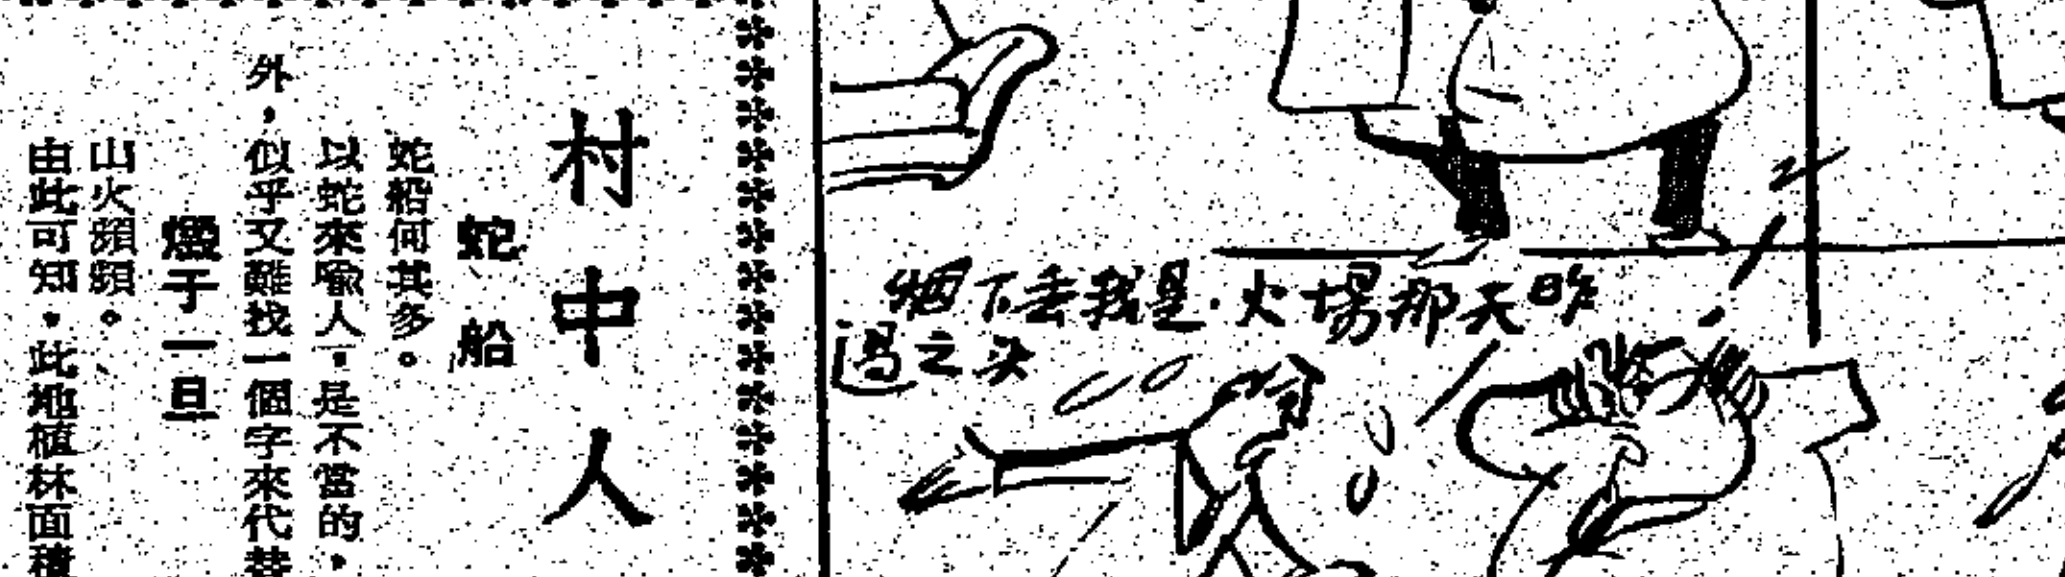 昨天那場火．是我丢下烟
头之過
村中人
蛇船
蛇船何其多。
以蛇來喻人，是不當的，
外，似乎又難找一個字來代替
燬于一旦
山火頻頻。
由此可知，此地植林面積